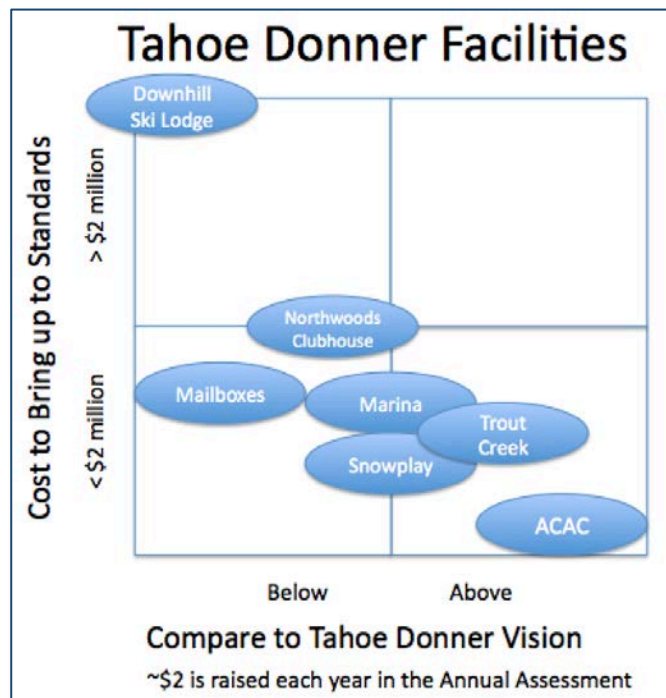 Tahoe Donner Facilities
Cost to Bring up to Standards
> $2 million
< $2 million
Downhill
Ski Lodge
Northwoods
Clubhouse
Mailboxes
Marina
Trout
Creek
Snowplay
ACAC
Below
Above
Compare to Tahoe Donner Vision
~$2 is raised each year in the Annual Assessment